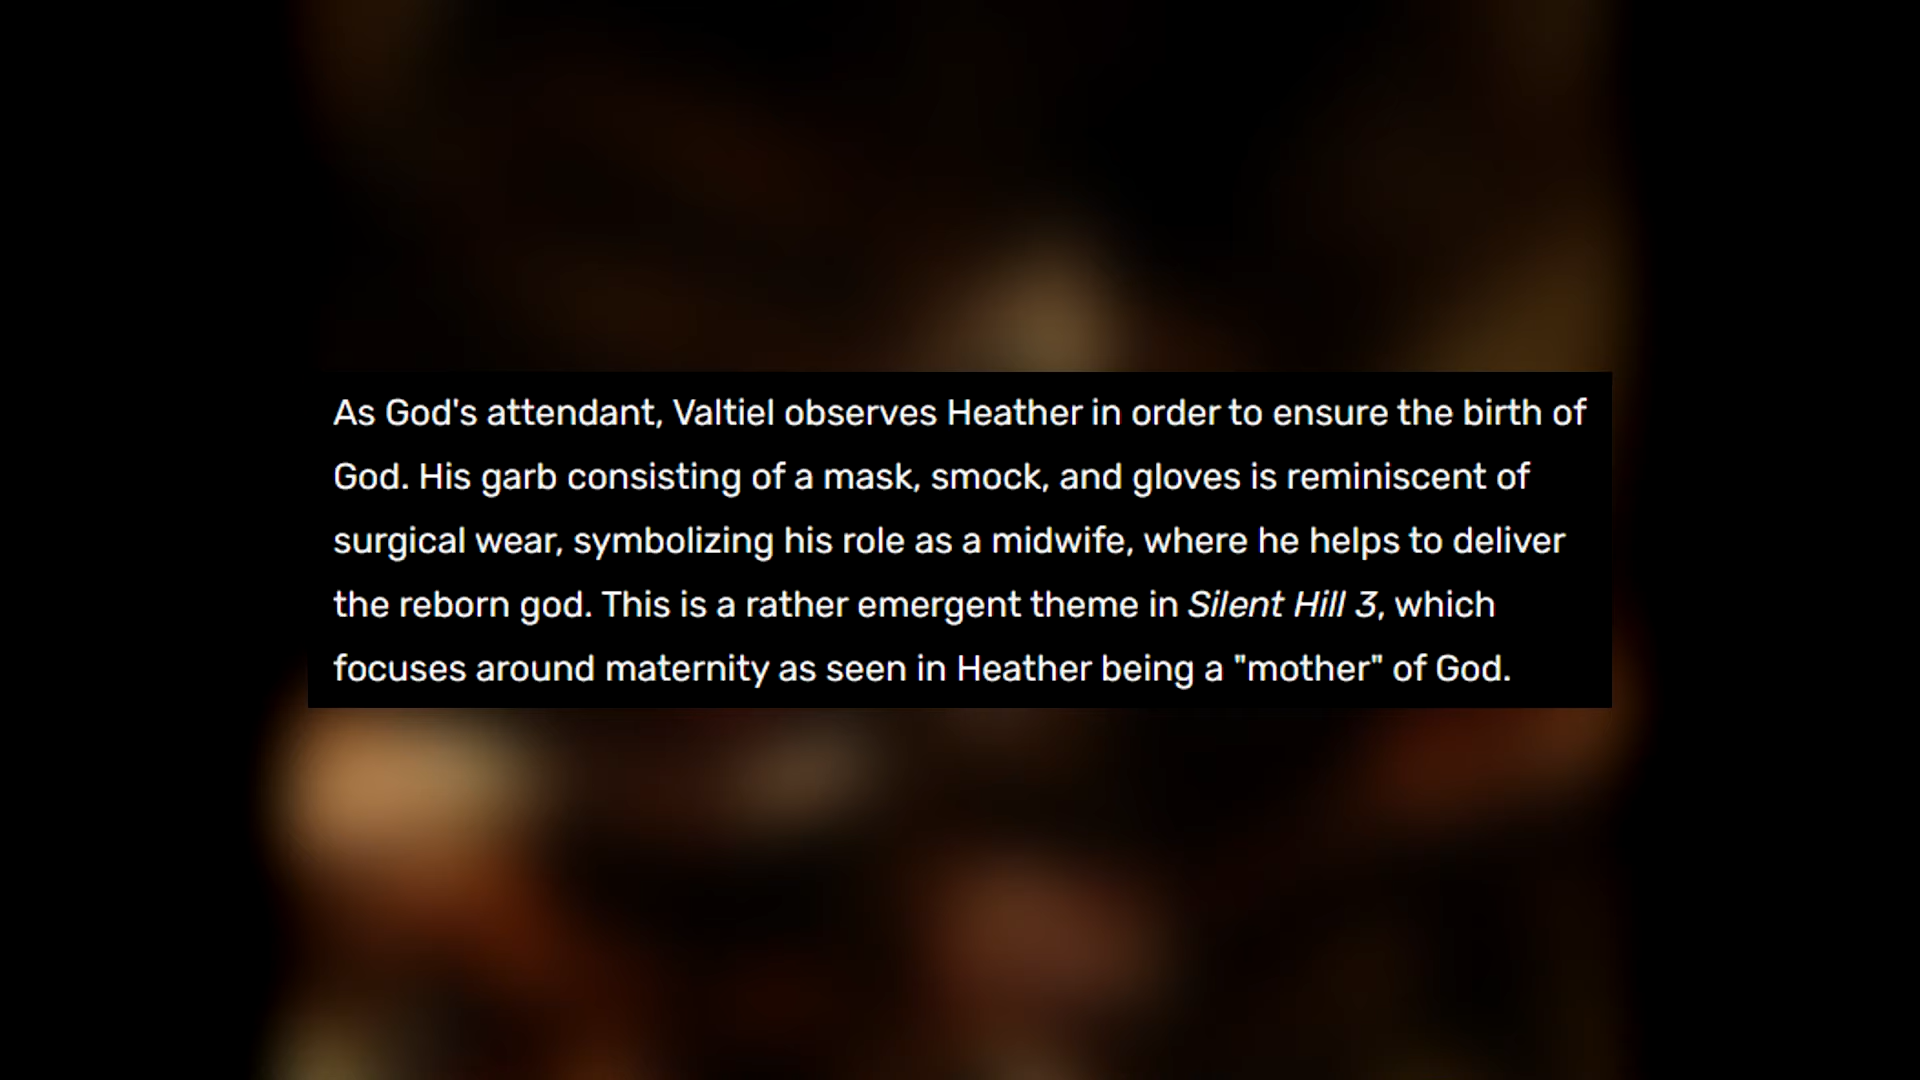 As God's attendant, Valtiel observes Heather in order to ensure the birth of
God. His garb consisting of a mask, smock, and gloves is reminiscent of
surgical wear, symbolizing his role as a midwife, where he helps to deliver
the reborn god. This is a rather emergent theme in Silent Hill 3, which
focuses around maternity as seen in Heather being a "mother" of God.